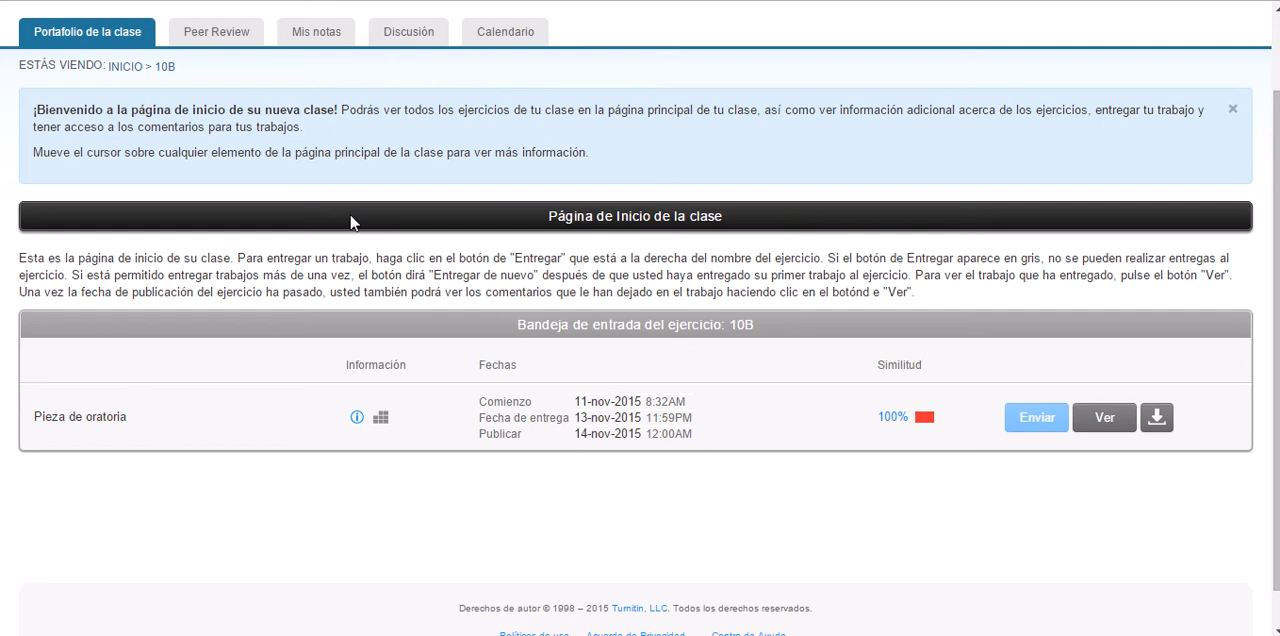 Portafolio de la clase Peer Review Mis notas Discusión Calendario
ESTÁS VIENDO: INICIO > 10B
¡Bienvenido a la página de inicio de su nueva clase! Podrás ver todos los ejercicios de tu clase en la página principal de tu clase, así como ver información adicional acerca de los ejercicios, entregar tu trabajo y
tener acceso a los comentarios para tus trabajos.
Mueve el cursor sobre cualquier elemento de la página principal de la clase para ver más información.
Página de Inicio de la clase
Esta es la página de inicio de su clase. Para entregar un trabajo, haga clic en el botón de "Entregar" que está a la derecha del nombre del ejercicio. Si el botón de Entregar aparece en gris, no se pueden realizar entregas al
ejercicio. Si está permitido entregar trabajos más de una vez, el botón dirá "Entregar de nuevo" después de que usted haya entregado su primer trabajo al ejercicio. Para ver el trabajo que ha entregado, pulse el botón "Ver".
Una vez la fecha de publicación del ejercicio ha pasado, usted también podrá ver los comentarios que le han dejado en el trabajo haciendo clic en el botónd e "Ver".
Bandeja de entrada del ejercicio: 10B
Información Fechas Similitud
Comienzo 11-nov-2015 8:32AM
Pieza de oratoria Fecha de entrega 13-nov-2015 11:59PM 100% Enviar Ver
Publicar 14-nov-2015 12:00AM
Derechos de autor © 1998 – 2015 Turnitin, LLC. Todos los derechos reservados.
Políticas de uso Acuerdo de Privacidad Centro de Ayuda